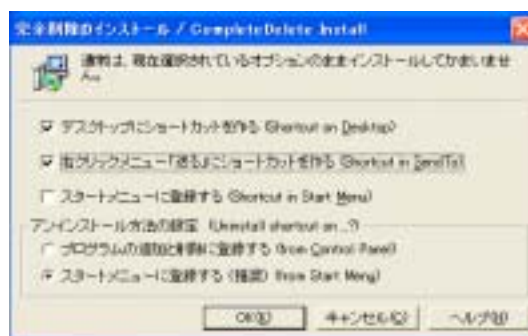 完全削除のインストール / CompleteDelete Install
通常は、現在選択されているオプションのままインストールしてかまいませ
ん。
デスクトップにショートカットを作る (Shortcut on Desktop)
右クリックメニュー「送る」にショートカットを作る (Shortcut in SendTo)
スタートメニューに登録する (Shortcut in Start Menu)
アンインストール方法の設定 (Uninstall shortcut on...?)
プログラムの追加と削除に登録する (from Control Panel)
スタートメニューに登録する (推奨) (from Start Menu)
OK(O) キャンセル(C) ヘルプ(H)